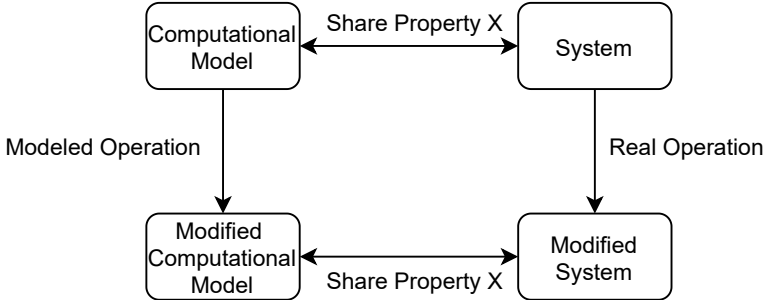 Computational
Model
Share Property X
System
Modeled Operation
Real Operation
Modified
Computational
Model
Share Property X
Modified
System